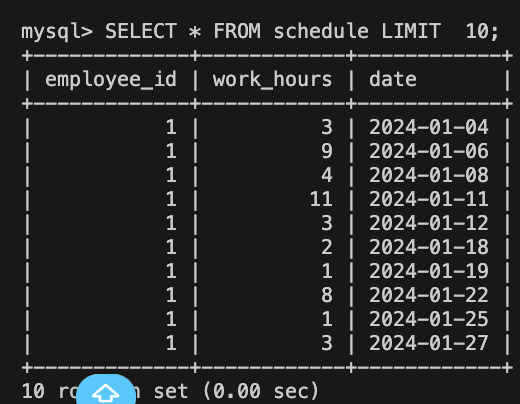 mysql> SELECT * FROM schedule LIMIT  10;
+-------------+------------+------------+
| employee_id | work_hours | date       |
+-------------+------------+------------+
|           1 |          3 | 2024-01-04 |
|           1 |          9 | 2024-01-06 |
|           1 |          4 | 2024-01-08 |
|           1 |         11 | 2024-01-11 |
|           1 |          3 | 2024-01-12 |
|           1 |          2 | 2024-01-18 |
|           1 |          1 | 2024-01-19 |
|           1 |          8 | 2024-01-22 |
|           1 |          1 | 2024-01-25 |
|           1 |          3 | 2024-01-27 |
+-------------+------------+------------+
10 set (0.00 sec)